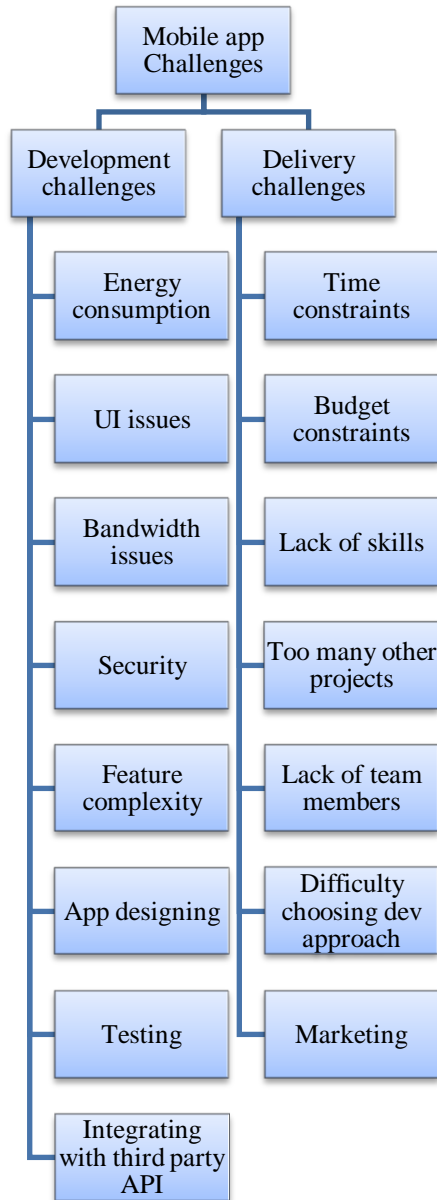 Mobile app
Challenges
Development
challenges
Energy
consumption
UI issues
Bandwidth
issues
Security
Feature
complexity
App designing
Testing
Integrating
with third party
API
Delivery
challenges
Time
constraints
Budget
constraints
Lack of skills
Too many other
projects
Lack of team
members
Difficulty
choosing dev
approach
Marketing